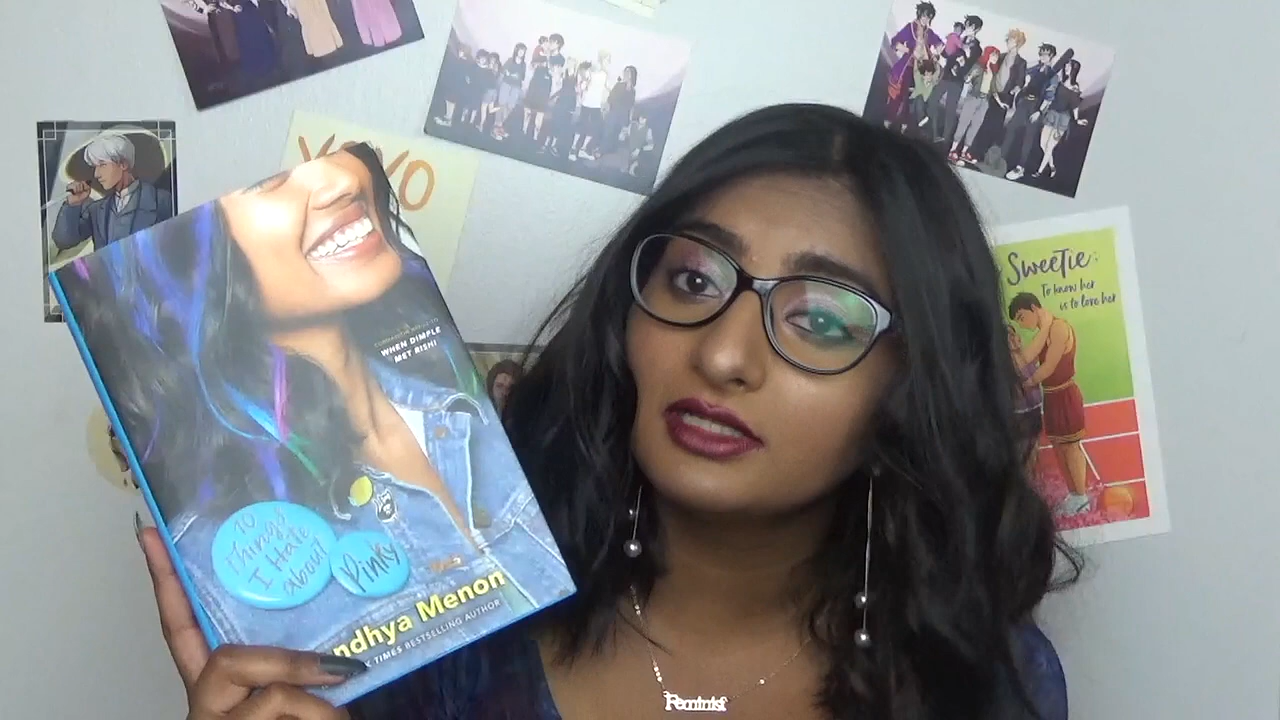 XOXO
Sweetie:
To know her
is to love her
WHEN DIMPLE
MET RISHI
10
Things
I Hate
about
Pinky
ndhya Menon
TIMES BESTSELLING AUTHOR
Feminist